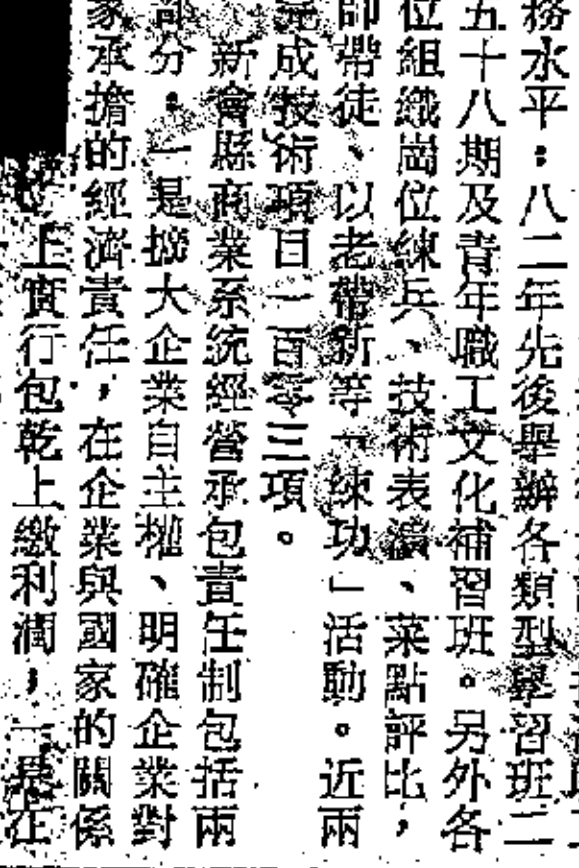 務水平：八二年先後舉辦各類型學習班二
五十八期及青年職工文化補習班。另外各
位組織崗位練兵、技術表演、菜點評比，
師帶徒、以老帶新等「練功」活動。近兩
完成技術項目一百零三項。
新會縣商業系統經營承包責任制包括兩
部分。一是擴大企業自主權、明確企業對
家承擔的經濟責任，在企業與國家的關係
上實行包乾上繳利潤；一是在